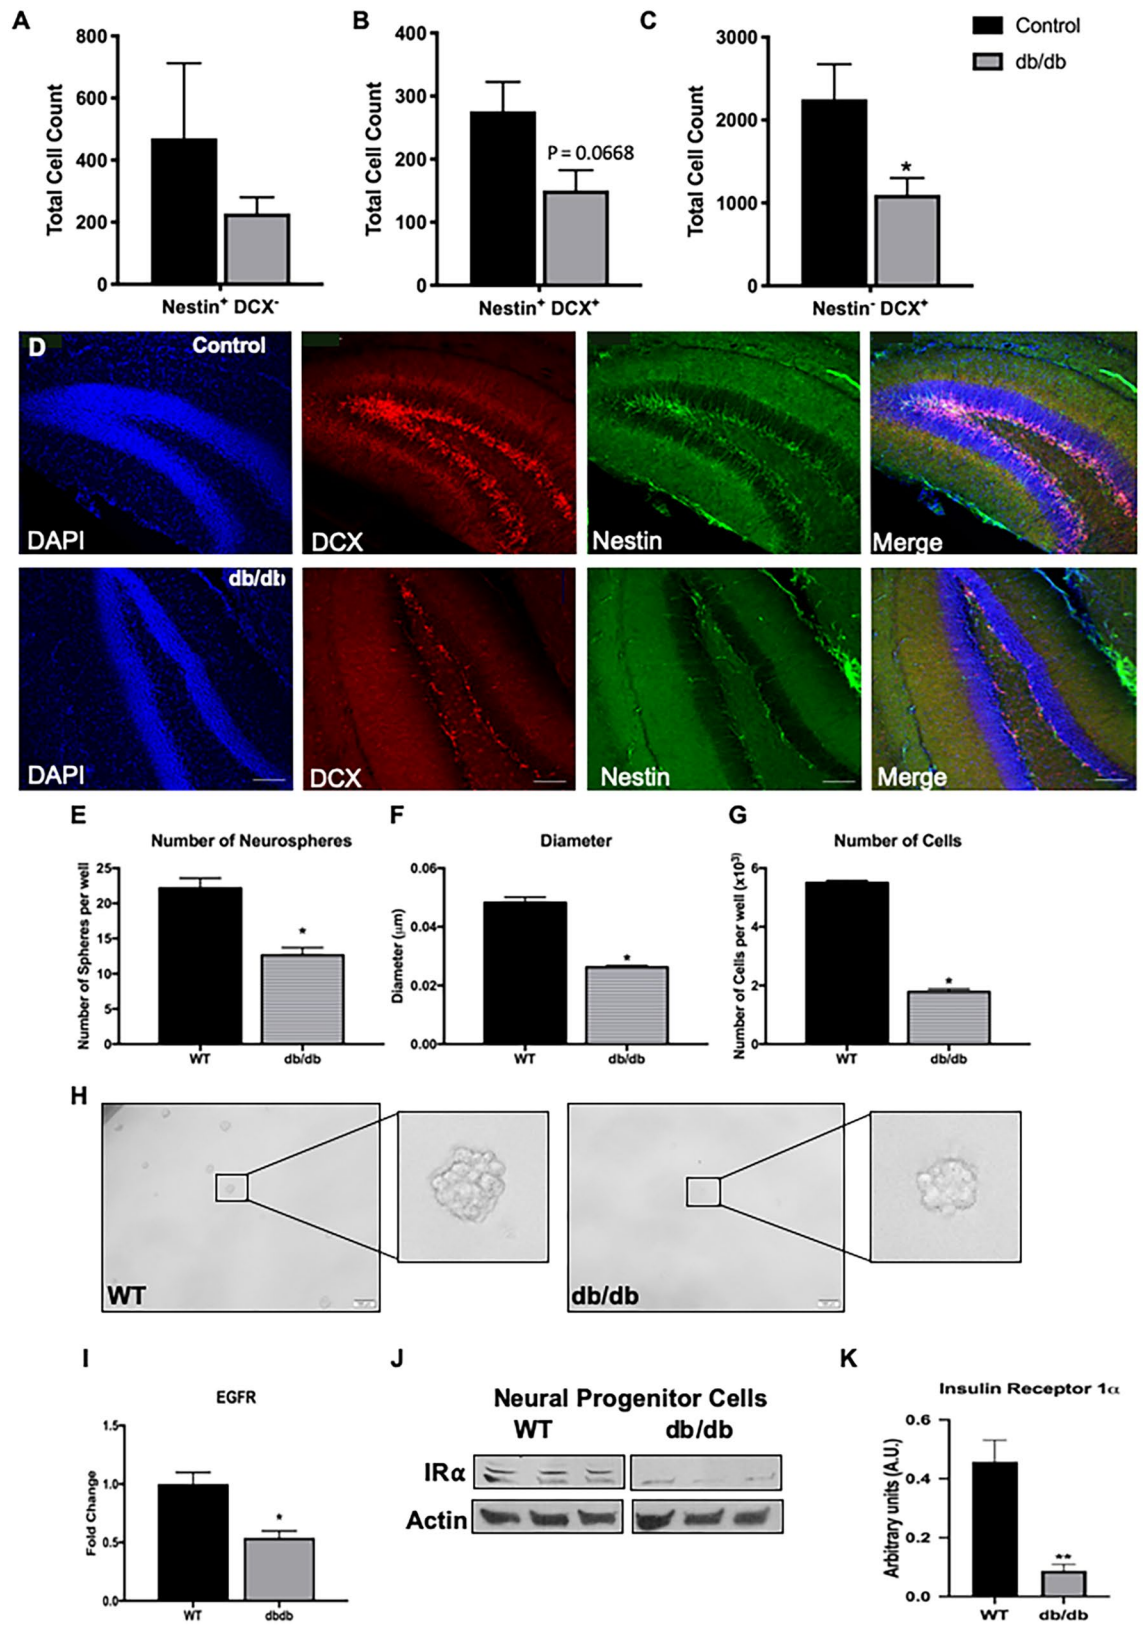 A
B
C
Control
db/db
Total Cell Count
800
600
400
200
0
Nestin⁺ DCX⁻
Total Cell Count
400
300
200
100
0
P = 0.0668
Nestin⁺ DCX⁺
Total Cell Count
3000
2000
1000
0
*
Nestin⁻ DCX⁺
D
Control
DAPI
DCX
Nestin
Merge
db/db
DAPI
DCX
Nestin
Merge
E
Number of Neurospheres
Number of Spheres per well
25
20
15
10
5
0
*
WT
db/db
F
Diameter
Diameter (µm)
0.06
0.04
0.02
0.00
*
WT
db/db
G
Number of Cells
Number of Cells per well (x10³)
6
4
2
0
*
WT
db/db
H
WT
db/db
I
EGFR
Fold Change
1.5
1.0
0.5
0.0
*
WT
dbdb
J
Neural Progenitor Cells
WT
db/db
IRα
Actin
K
Insulin Receptor 1α
Arbitrary units (A.U.)
0.6
0.4
0.2
0.0
**
WT
db/db